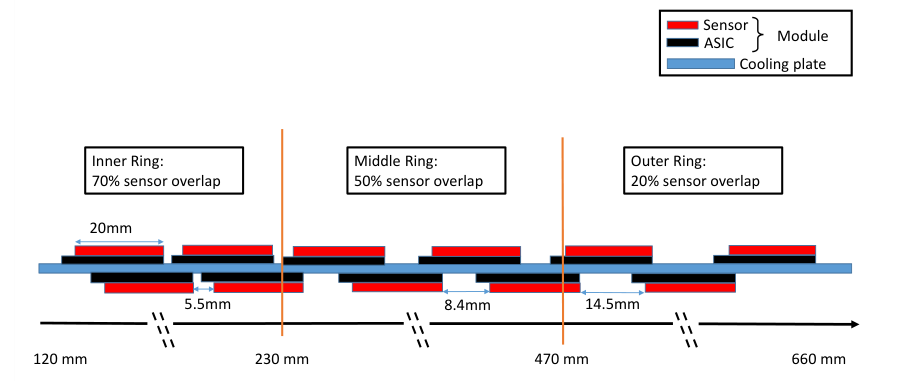 Sensor
ASIC
Module
Cooling plate
Inner Ring:
70% sensor overlap
Middle Ring:
50% sensor overlap
Outer Ring:
20% sensor overlap
20mm
5.5mm
8.4mm
14.5mm
120 mm
230 mm
470 mm
660 mm